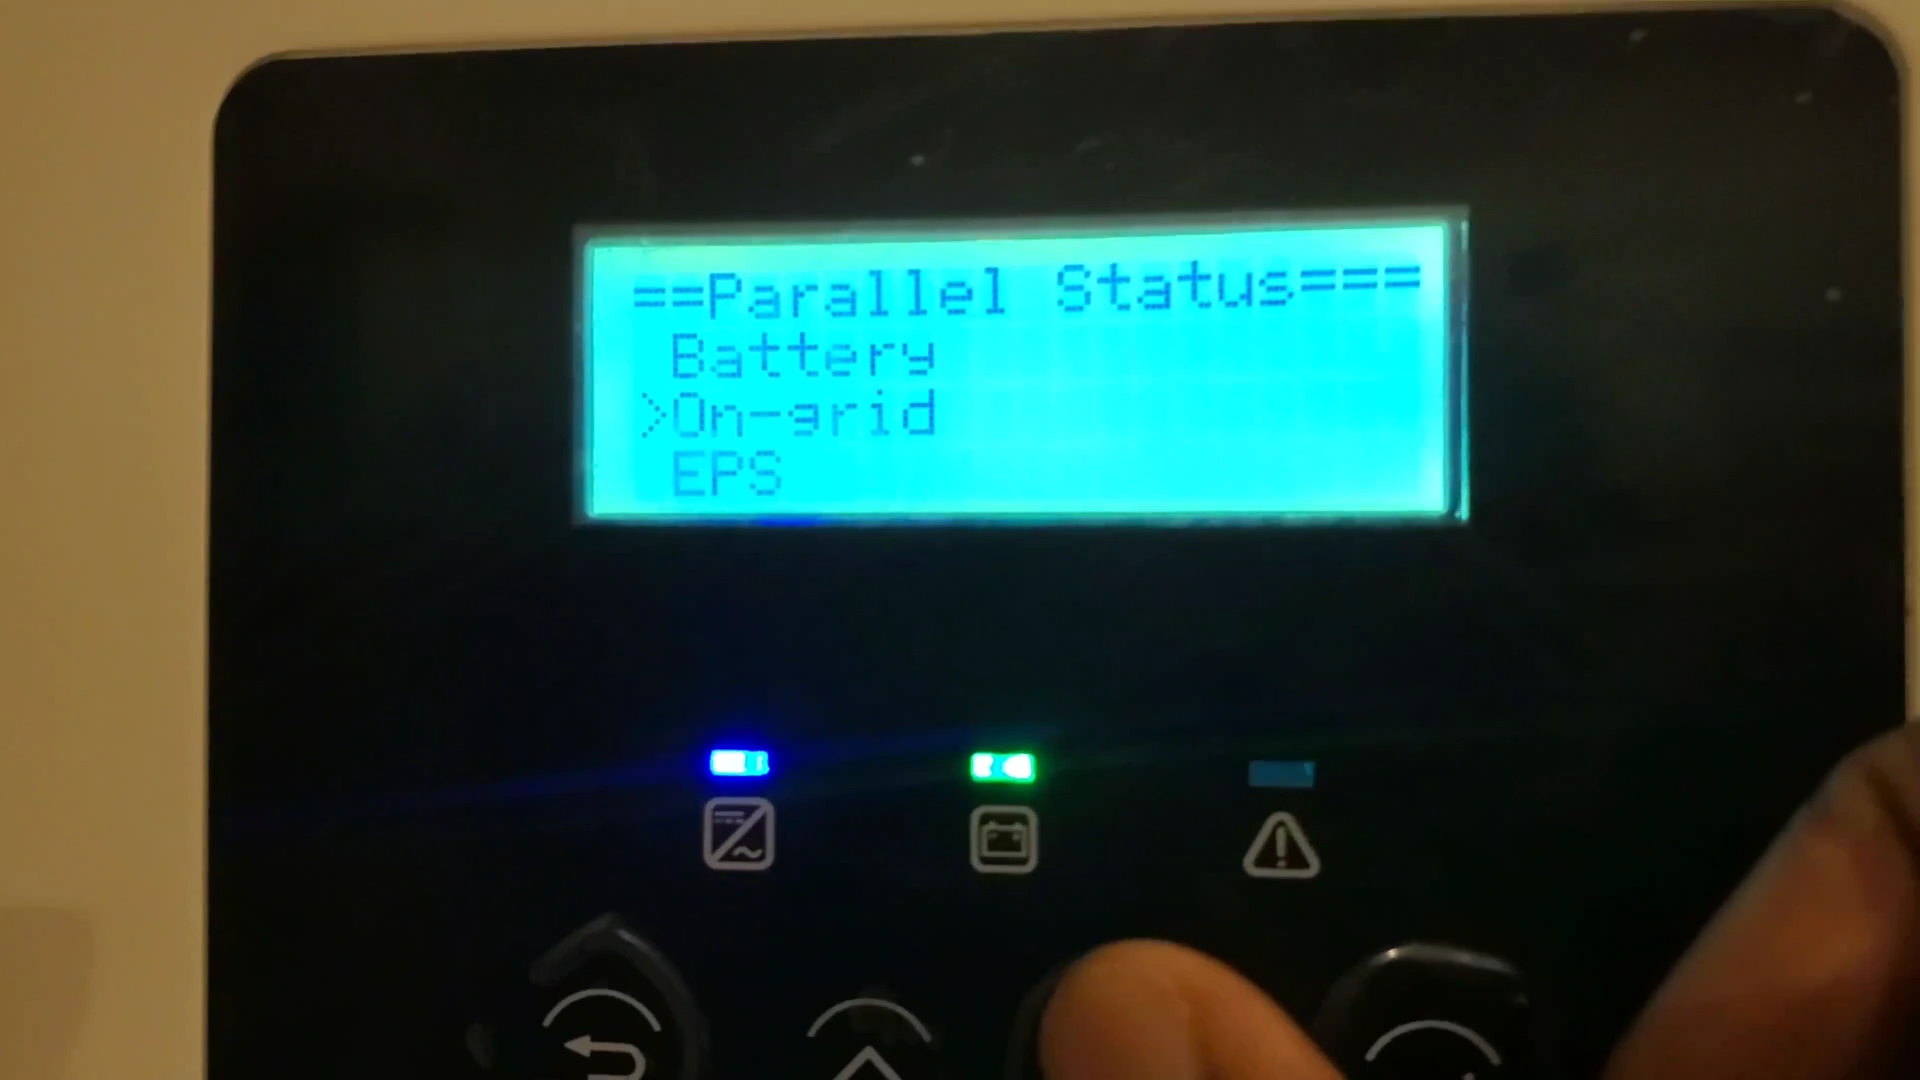 ==Parallel Status===
Battery
>On-grid
EPS